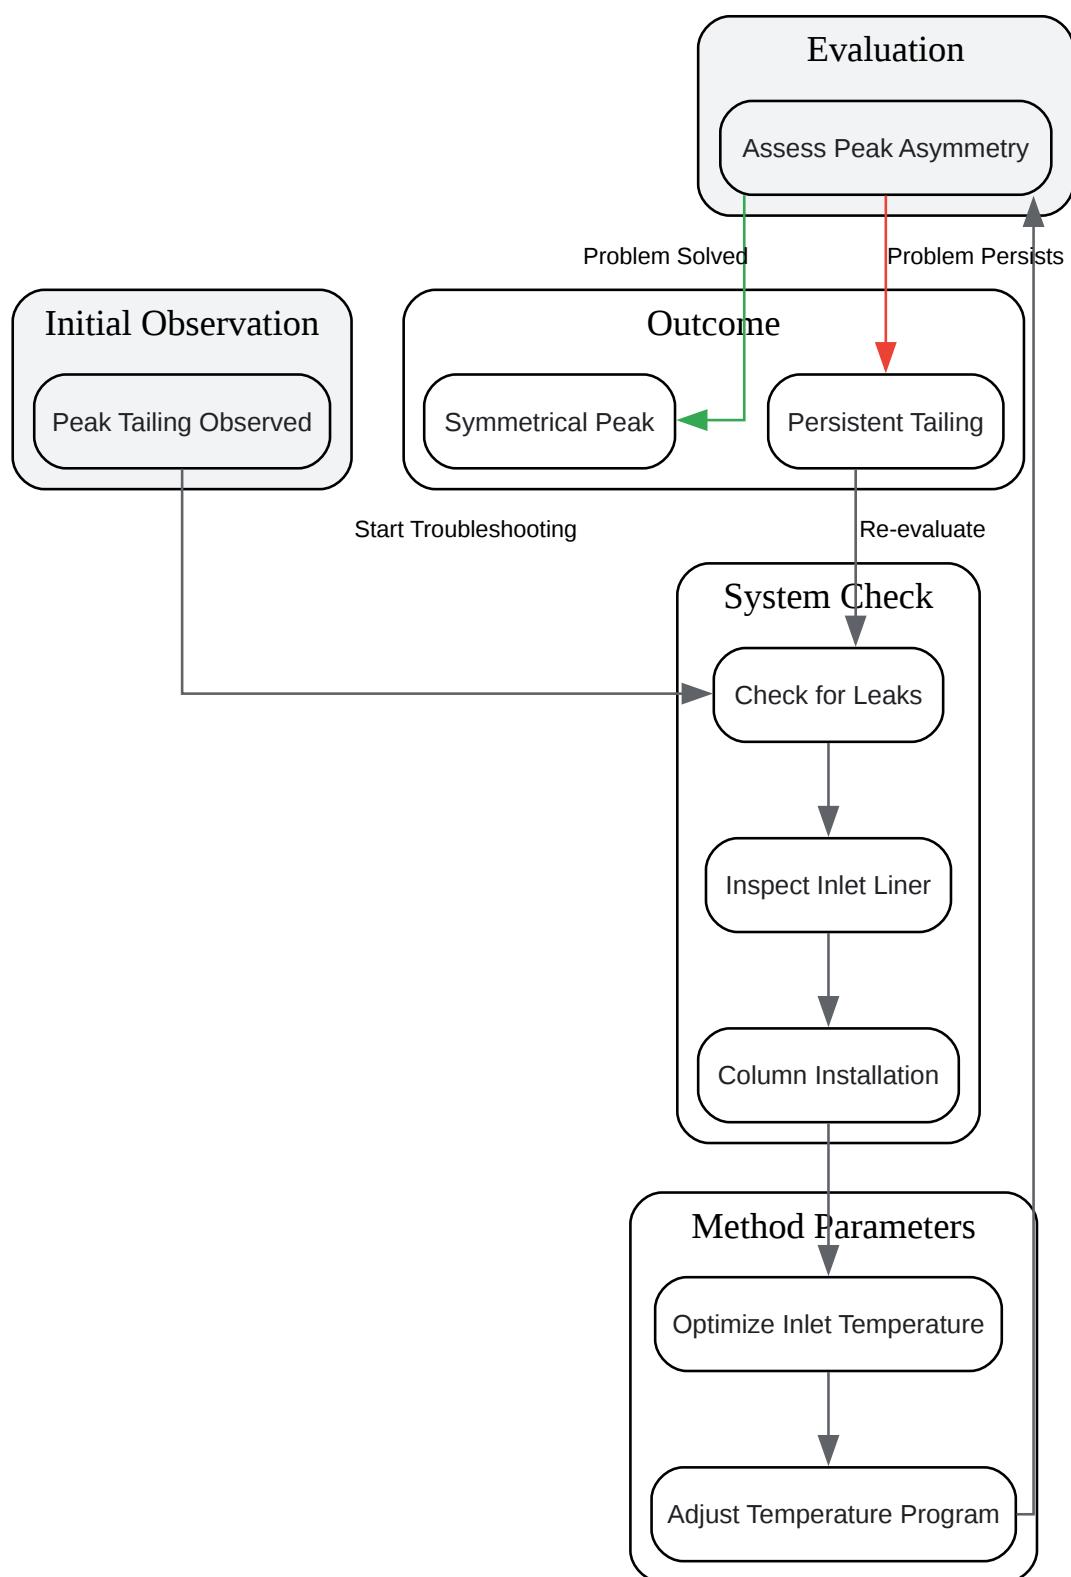 Evaluation
Assess Peak Asymmetry
Problem Solved
Problem Persists
Initial Observation
Peak Tailing Observed
Outcome
Symmetrical Peak
Persistent Tailing
Start Troubleshooting
Re-evaluate
System Check
Check for Leaks
Inspect Inlet Liner
Column Installation
Method Parameters
Optimize Inlet Temperature
Adjust Temperature Program